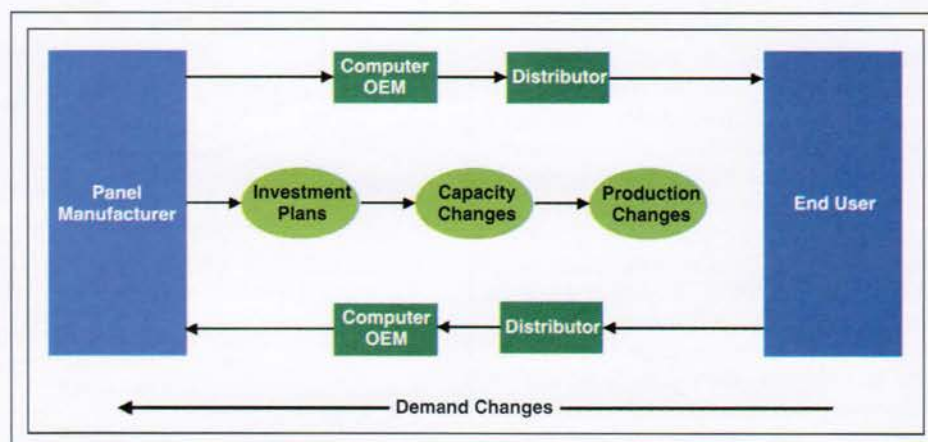 Computer
OEM
Distributor
Panel
Manufacturer
Investment
Plans
Capacity
Changes
Production
Changes
End User
Computer
OEM
Distributor
Demand Changes